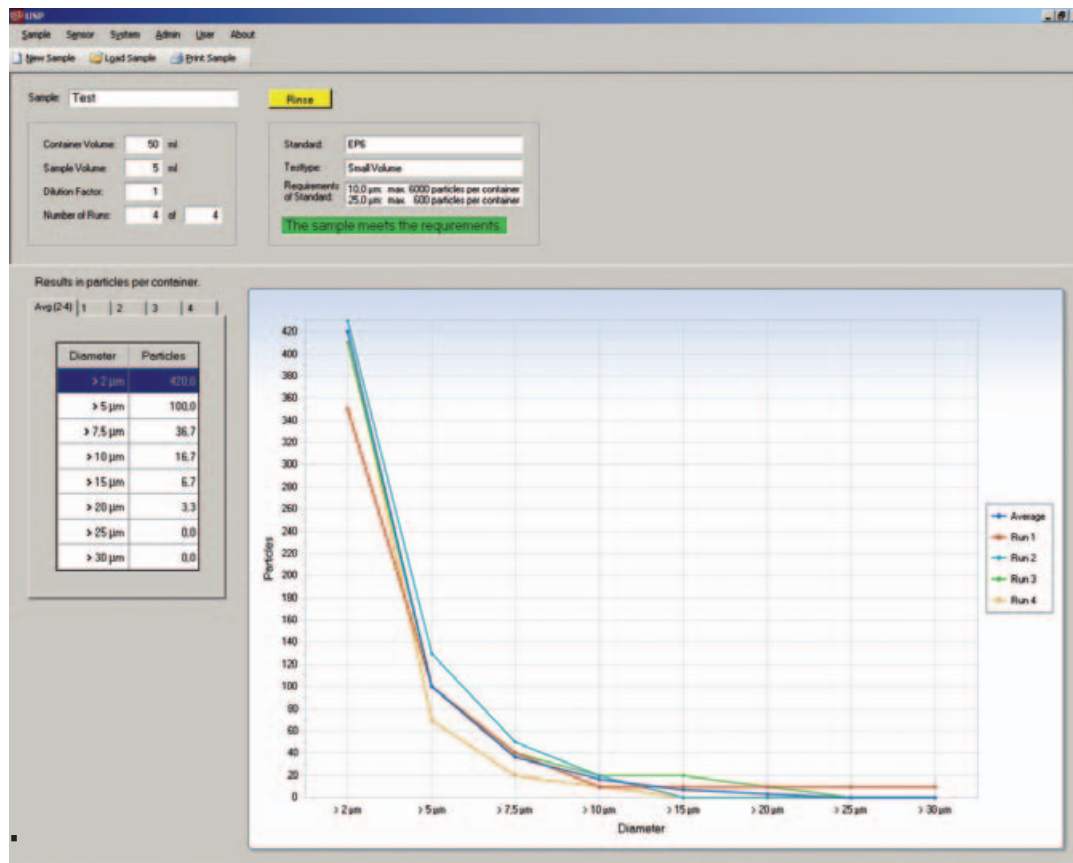 UNP
Sample Sensor System Admin User About
New Sample Load Sample Print Sample
Sample: Test
Rinse
Container Volume: 50 ml
Sample Volume: 5 ml
Dilution Factor: 1
Number of Runs: 4 of 4
Standard: EP6
Testtype: Small Volume
Requirements of Standard: 10,0 µm: max. 6000 particles per container
25,0 µm: max. 600 particles per container
The sample meets the requirements.
Results in particles per container.
Avg (2-4) 1 2 3 4
Diameter Particles
> 2 µm 420,0
> 5 µm 100,0
> 7,5 µm 36,7
> 10 µm 16,7
> 15 µm 6,7
> 20 µm 3,3
> 25 µm 0,0
> 30 µm 0,0
Particles
420
400
380
360
340
320
300
280
260
240
220
200
180
160
140
120
100
80
60
40
20
0
> 2 µm > 5 µm > 7.5 µm > 10 µm > 15 µm > 20 µm > 25 µm > 30 µm
Diameter
Average
Run 1
Run 2
Run 3
Run 4